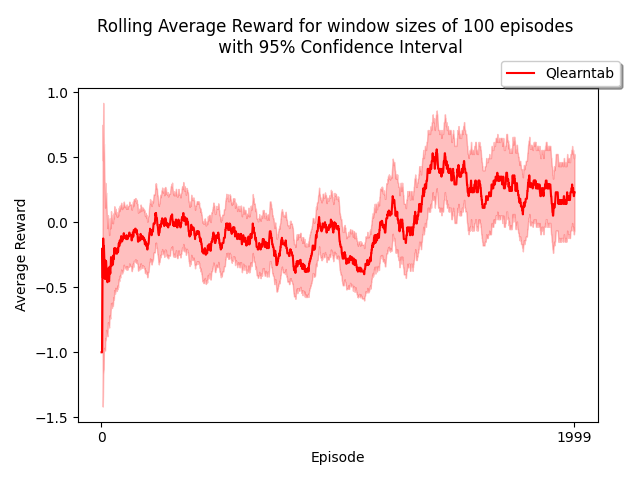 Rolling Average Reward for window sizes of 100 episodes
with 95% Confidence Interval
Qlearntab
1.0
0.5
0.0
−0.5
−1.0
−1.5
Average Reward
0
1999
Episode